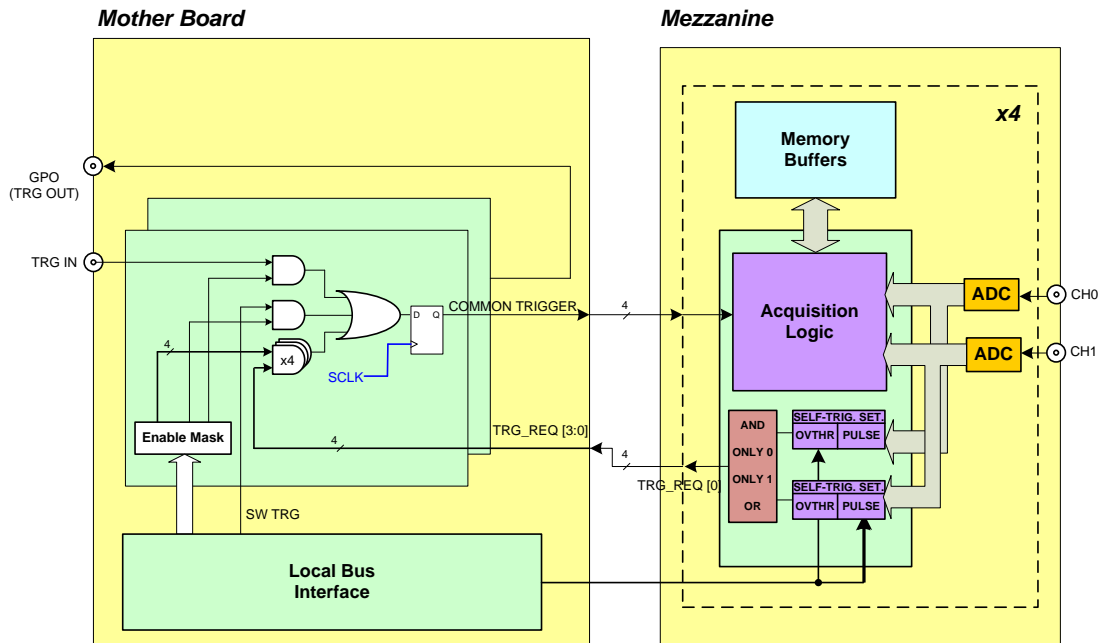 Mother Board
Mezzanine
x4
Memory
Buffers
GPO
(TRG OUT)
TRG IN
D Q
COMMON TRIGGER
4
Acquisition
Logic
ADC
CH0
ADC
CH1
4
x4
SCLK
Enable Mask
TRG_REQ [3:0]
4
4
TRG_REQ [0]
AND
ONLY 0
ONLY 1
OR
SELF-TRIG. SET.
OVTHR PULSE
SELF-TRIG. SET.
OVTHR PULSE
SW TRG
Local Bus
Interface